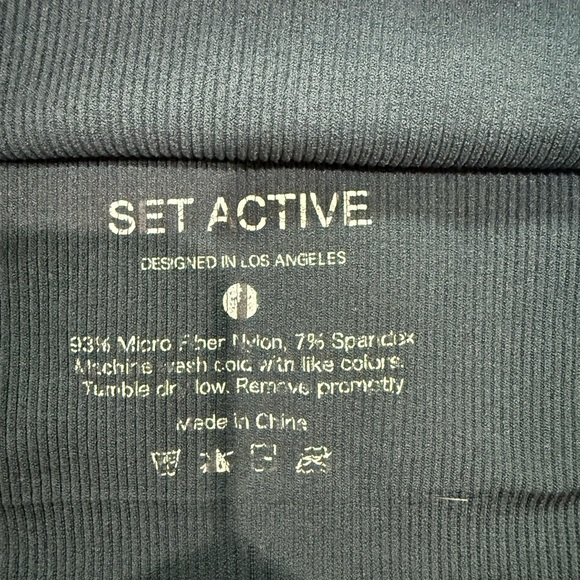 SET ACTIVE
DESIGNED IN LOS ANGELES
93% Micro Fiber Nylon, 7% Spandex
Machine wash cold with like colors.
Tumble dry low. Remove promptly
Made in China